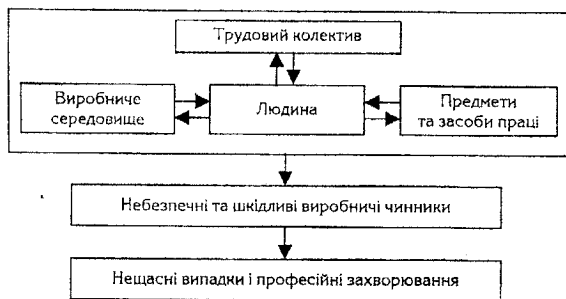 Трудовий колектив
Виробниче
середовище
Людина
Предмети
та засоби праці
Небезпечні та шкідливі виробничі чинники
Нещасні випадки і професійні захворювання